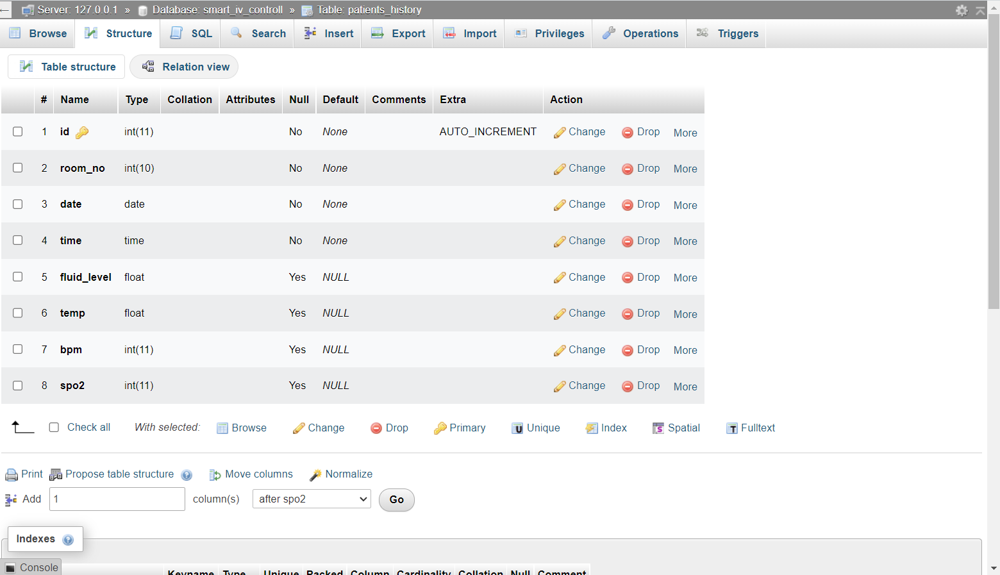 Server: 127.0.0.1 » Database: smart_iv_controll » Table: patients_history
Browse Structure SQL Search Insert Export Import Privileges Operations Triggers
Table structure Relation view
# Name Type Collation Attributes Null Default Comments Extra Action
1 id int(11) No None AUTO_INCREMENT Change Drop More
2 room_no int(10) No None Change Drop More
3 date date No None Change Drop More
4 time time No None Change Drop More
5 fluid_level float Yes NULL Change Drop More
6 temp float Yes NULL Change Drop More
7 bpm int(11) Yes NULL Change Drop More
8 spo2 int(11) Yes NULL Change Drop More
Check all With selected: Browse Change Drop Primary Unique Index Spatial Fulltext
Print Propose table structure Move columns Normalize
Add 1 column(s) after spo2 Go
Indexes
Console
Keyname Type Unique Packed Column Cardinality Collation Null Comment